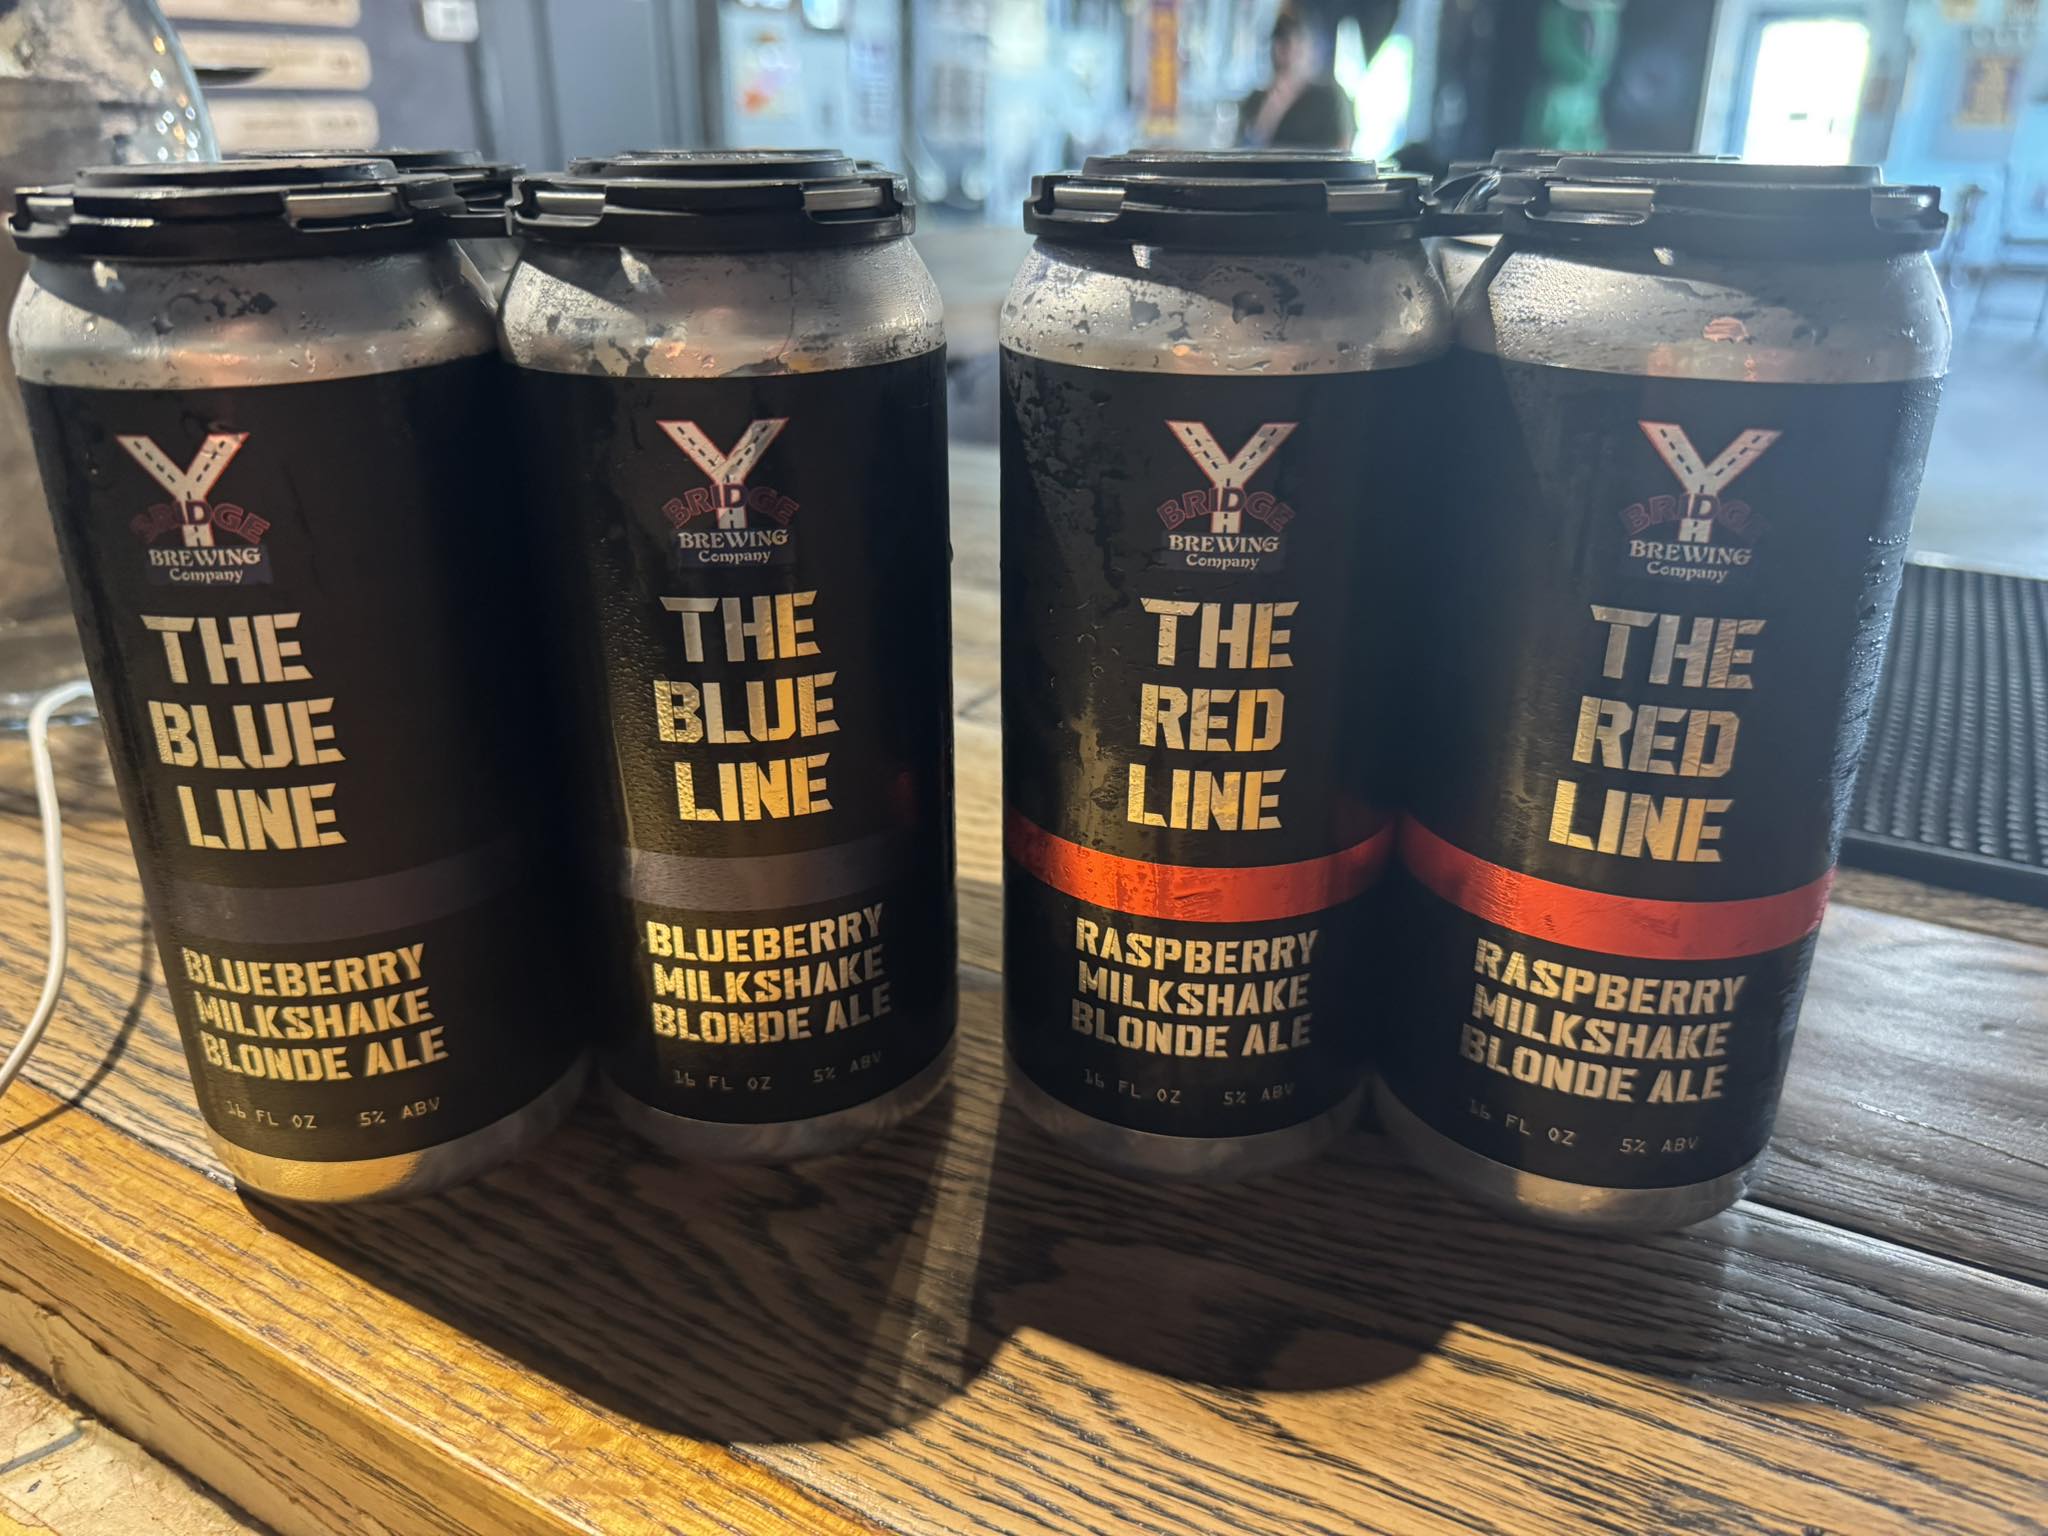 Y
BRIDGE
BREWING
Company
THE
BLUE
LINE
BLUEBERRY
MILKSHAKE
BLONDE ALE
16 FL OZ 5% ABV
Y
BRIDGE
BREWING
Company
THE
BLUE
LINE
BLUEBERRY
MILKSHAKE
BLONDE ALE
16 FL OZ 5% ABV
Y
BRIDGE
BREWING
Company
THE
RED
LINE
RASPBERRY
MILKSHAKE
BLONDE ALE
16 FL OZ 5% ABV
Y
BRIDGE
BREWING
Company
THE
RED
LINE
RASPBERRY
MILKSHAKE
BLONDE ALE
16 FL OZ 5% ABV